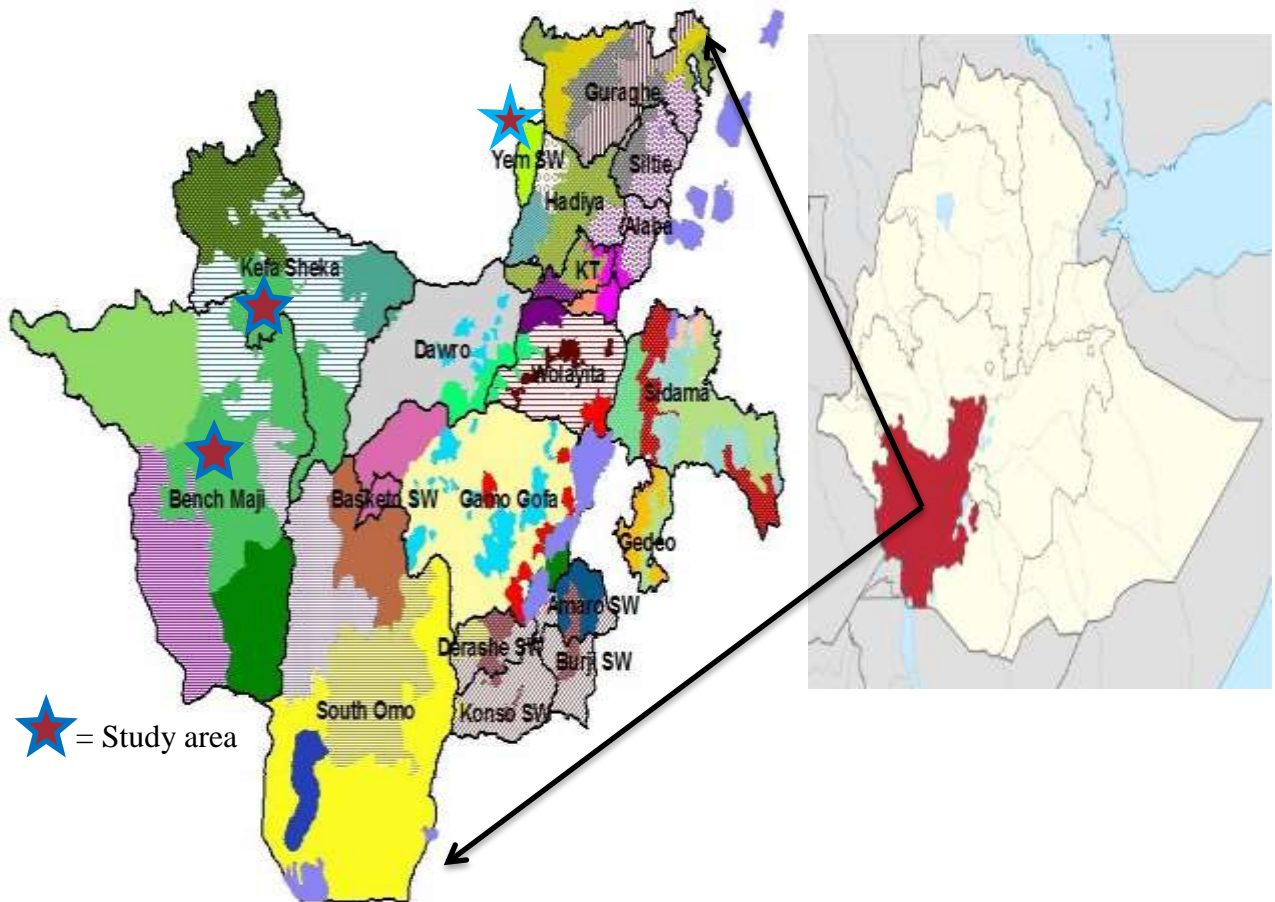 Guraghe
Yem SW
Siltie
Hadiya
Alaba
Kefa Sheka
KT
Dawro
Wolayita
Sidama
Bench Maji
Basketo SW
Gamo Gofa
Gedeo
Amaro SW
Derashe SW
Burji SW
South Omo
Konso SW
= Study area